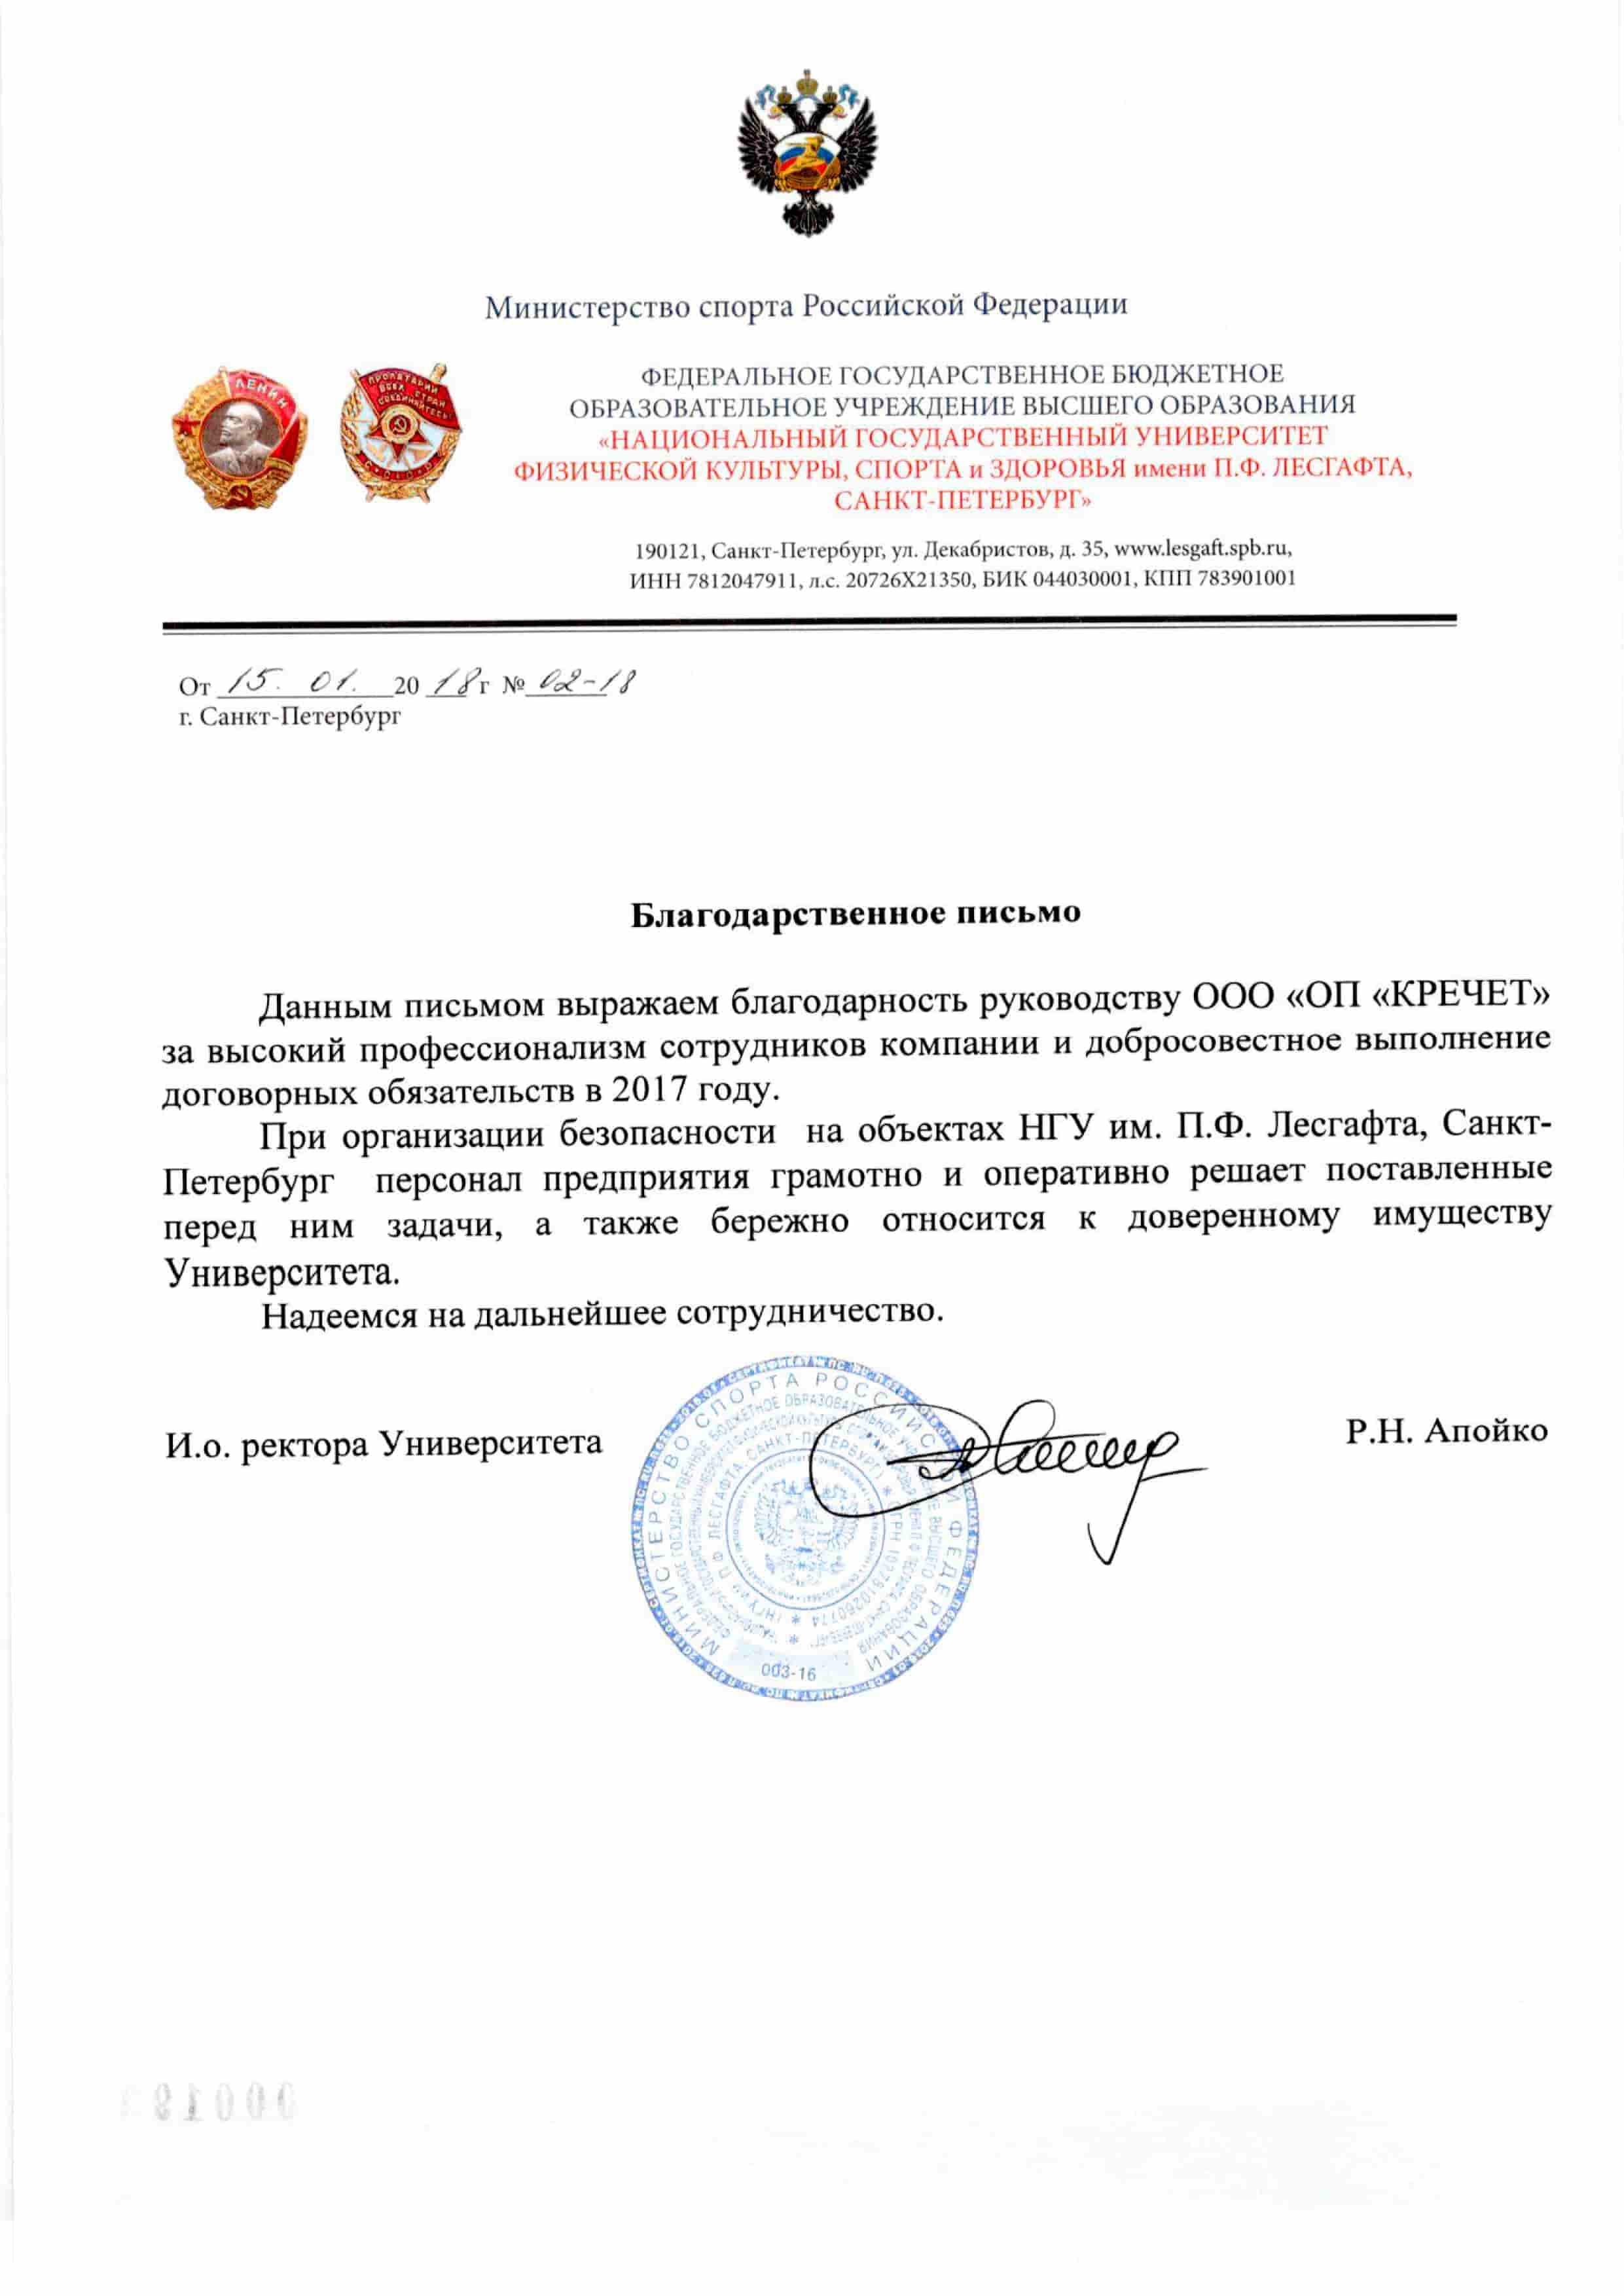 Министерство спорта Российской Федерации
ЛЕНИН
ПРОЛЕТАРИИ
ВСЕХ СТРАН
СОЕДИНЯЙТЕСЬ!
СССР
ФЕДЕРАЛЬНОЕ ГОСУДАРСТВЕННОЕ БЮДЖЕТНОЕ
ОБРАЗОВАТЕЛЬНОЕ УЧРЕЖДЕНИЕ ВЫСШЕГО ОБРАЗОВАНИЯ
«НАЦИОНАЛЬНЫЙ ГОСУДАРСТВЕННЫЙ УНИВЕРСИТЕТ
ФИЗИЧЕСКОЙ КУЛЬТУРЫ, СПОРТА и ЗДОРОВЬЯ имени П.Ф. ЛЕСГАФТА,
САНКТ-ПЕТЕРБУРГ»
190121, Санкт-Петербург, ул. Декабристов, д. 35, www.lesgaft.spb.ru,
ИНН 7812047911, л.с. 20726Х21350, БИК 044030001, КПП 783901001
От 15. 01. 20 18 г № 02-18
г. Санкт-Петербург
Благодарственное письмо
Данным письмом выражаем благодарность руководству ООО «ОП «КРЕЧЕТ»
за высокий профессионализм сотрудников компании и добросовестное выполнение
договорных обязательств в 2017 году.
При организации безопасности на объектах НГУ им. П.Ф. Лесгафта, Санкт-
Петербург персонал предприятия грамотно и оперативно решает поставленные
перед ним задачи, а также бережно относится к доверенному имуществу
Университета.
Надеемся на дальнейшее сотрудничество.
И.о. ректора Университета
Р.Н. Апойко
МИНИСТЕРСТВО СПОРТА РОССИЙСКОЙ ФЕДЕРАЦИИ
003-16